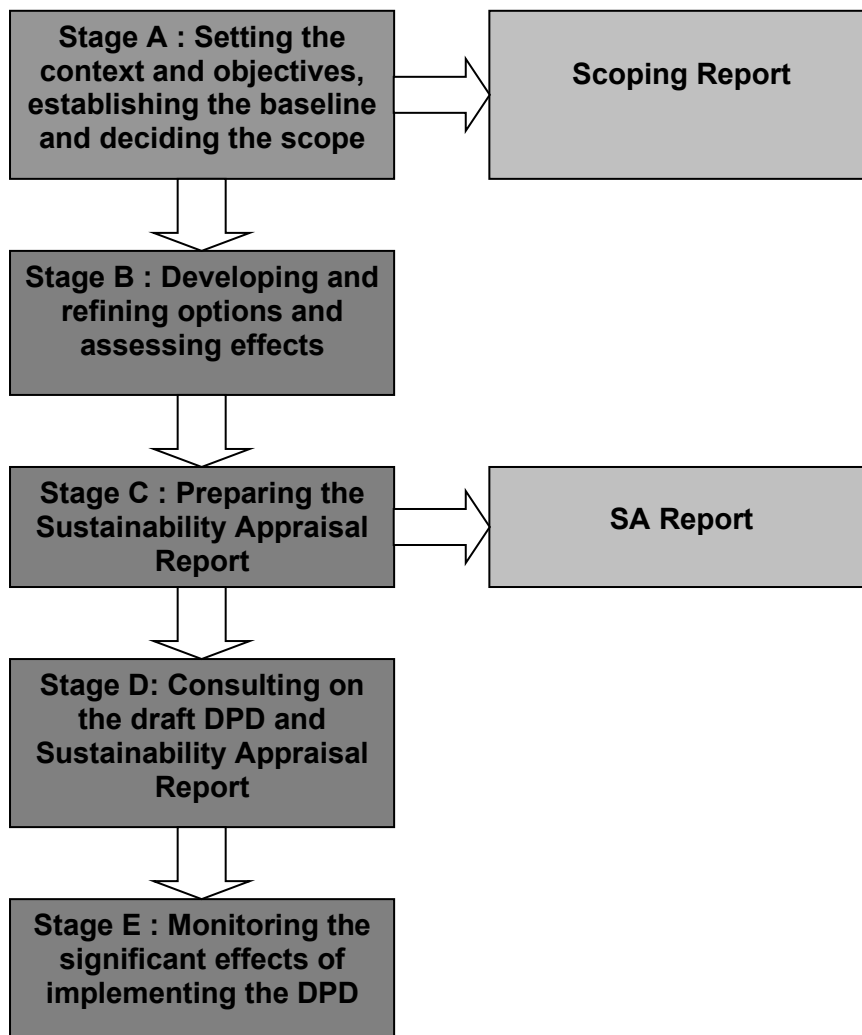 Stage A : Setting the
context and objectives,
establishing the baseline
and deciding the scope
Scoping Report
Stage B : Developing and
refining options and
assessing effects
Stage C : Preparing the
Sustainability Appraisal
Report
SA Report
Stage D: Consulting on
the draft DPD and
Sustainability Appraisal
Report
Stage E : Monitoring the
significant effects of
implementing the DPD